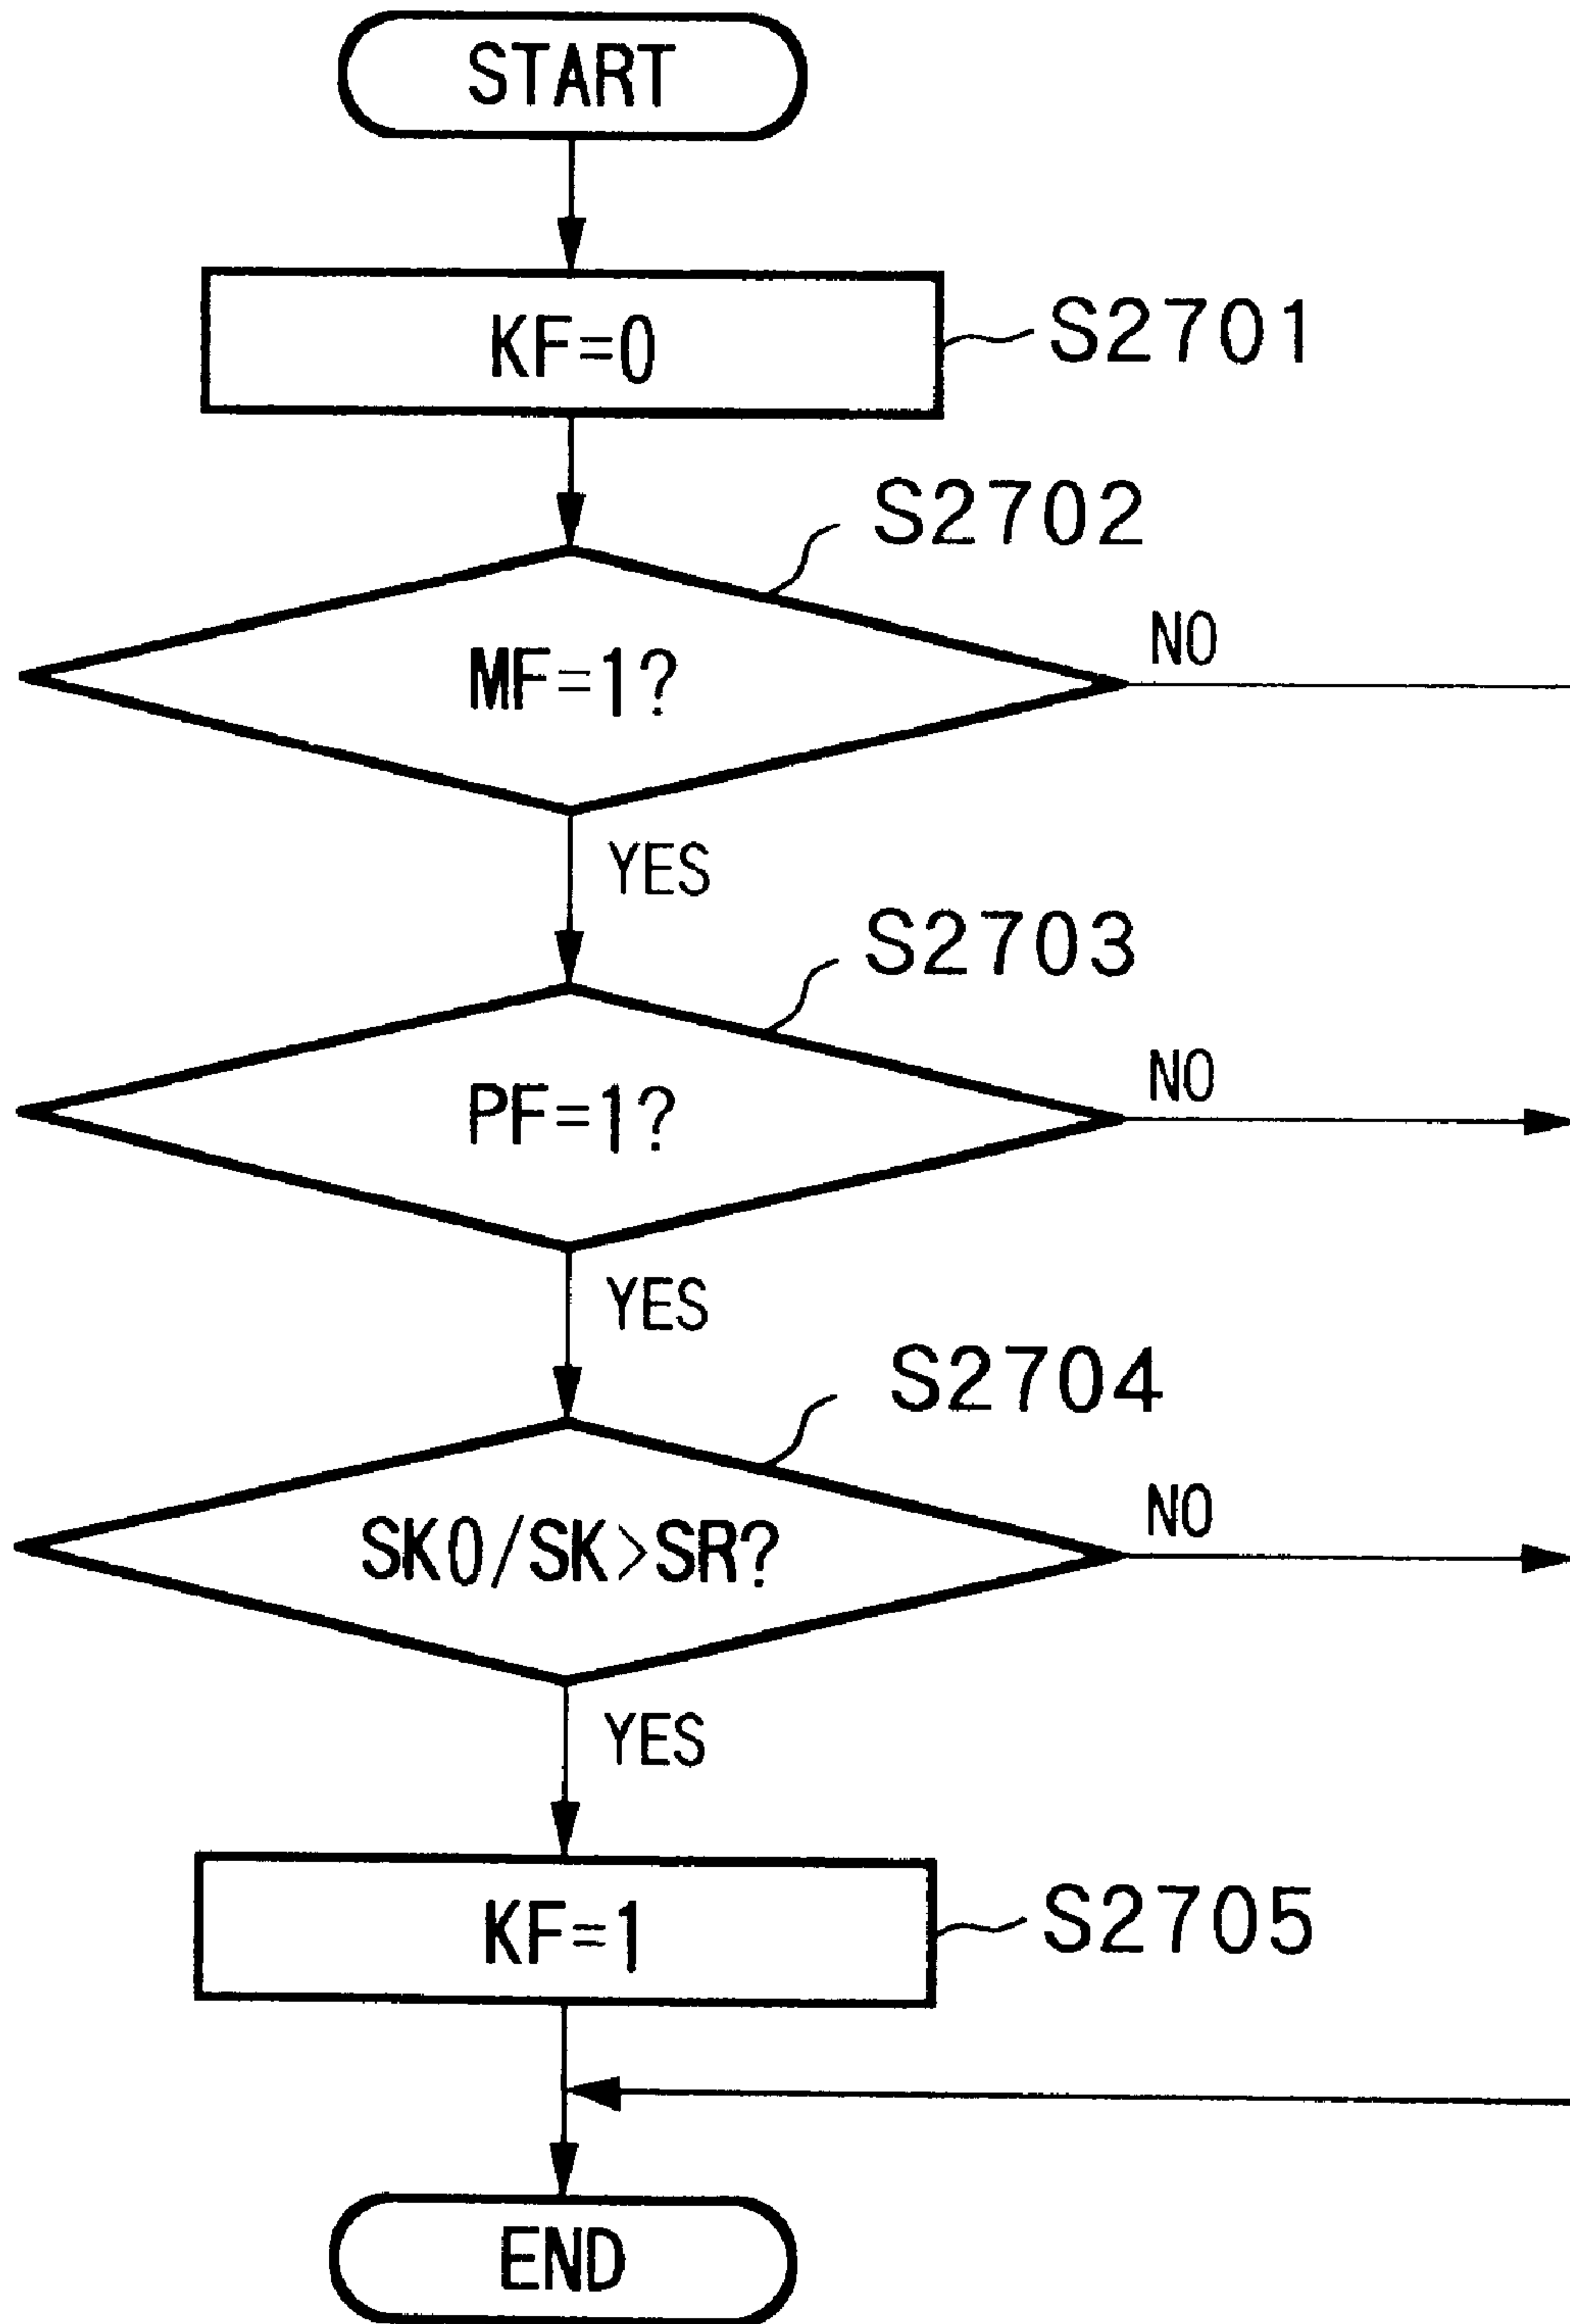 START
KF=0
S2701
S2702
MF=1?
NO
YES
S2703
PF=1?
NO
YES
S2704
SK0/SK>SR?
NO
YES
KF=1
S2705
END